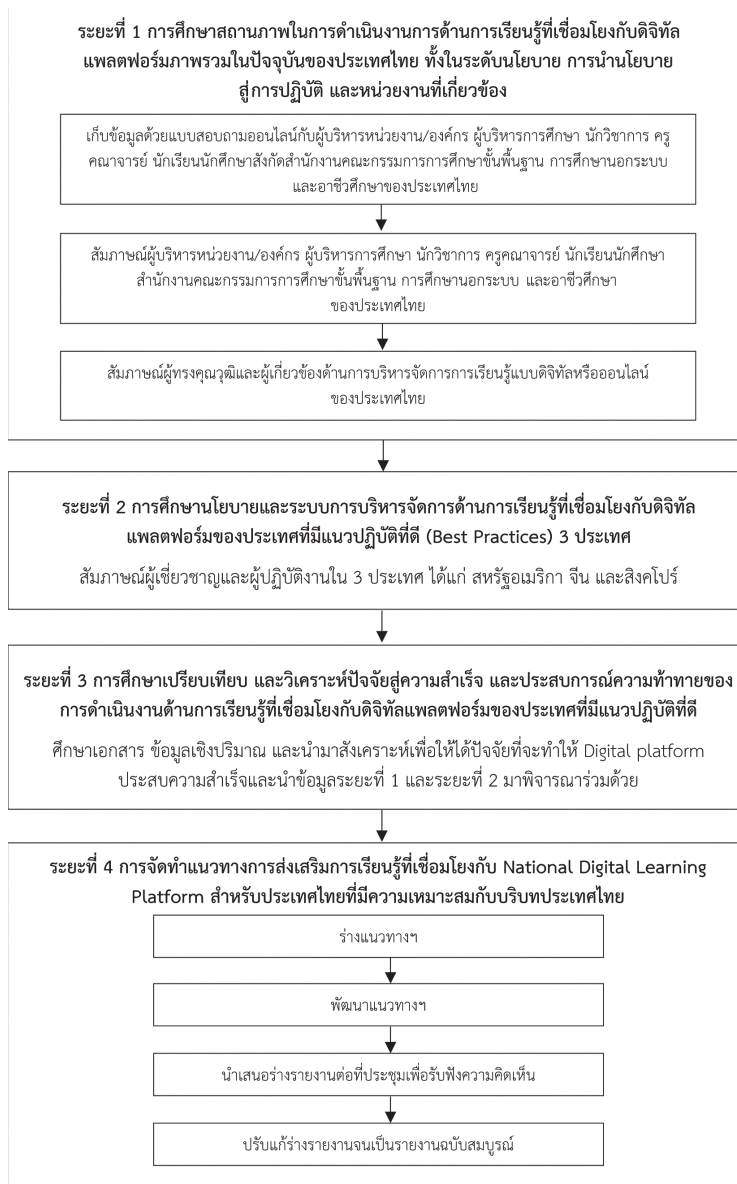 ระยะที่ 1 การศึกษาสถานภาพในการดำเนินงานการด้านการเรียนรู้ที่เชื่อมโยงกับดิจิทัล
แพลตฟอร์มภาพรวมในปัจจุบันของประเทศไทย ทั้งในระดับนโยบาย การนำนโยบาย
สู่การปฏิบัติ และหน่วยงานที่เกี่ยวข้อง
เก็บข้อมูลด้วยแบบสอบถามออนไลน์กับผู้บริหารหน่วยงาน/องค์กร ผู้บริหารการศึกษา นักวิชาการ ครู
คณาจารย์ นักเรียนนักศึกษาสังกัดสำนักงานคณะกรรมการการศึกษาขั้นพื้นฐาน การศึกษานอกระบบ
และอาชีวศึกษาของประเทศไทย
สัมภาษณ์ผู้บริหารหน่วยงาน/องค์กร ผู้บริหารการศึกษา นักวิชาการ ครูคณาจารย์ นักเรียนนักศึกษา
สำนักงานคณะกรรมการการศึกษาขั้นพื้นฐาน การศึกษานอกระบบ และอาชีวศึกษา
ของประเทศไทย
สัมภาษณ์ผู้ทรงคุณวุฒิและผู้เกี่ยวข้องด้านการบริหารจัดการการเรียนรู้แบบดิจิทัลหรือออนไลน์
ของประเทศไทย
ระยะที่ 2 การศึกษานโยบายและระบบการบริหารจัดการด้านการเรียนรู้ที่เชื่อมโยงกับดิจิทัล
แพลตฟอร์มของประเทศที่มีแนวปฏิบัติที่ดี (Best Practices) 3 ประเทศ
สัมภาษณ์ผู้เชี่ยวชาญและผู้ปฏิบัติงานใน 3 ประเทศ ได้แก่ สหรัฐอเมริกา จีน และสิงคโปร์
ระยะที่ 3 การศึกษาเปรียบเทียบ และวิเคราะห์ปัจจัยสู่ความสำเร็จ และประสบการณ์ความท้าทายของ
การดำเนินงานด้านการเรียนรู้ที่เชื่อมโยงกับดิจิทัลแพลตฟอร์มของประเทศที่มีแนวปฏิบัติที่ดี
ศึกษาเอกสาร ข้อมูลเชิงปริมาณ และนำมาสังเคราะห์เพื่อให้ได้ปัจจัยที่จะทำให้ Digital platform
ประสบความสำเร็จและนำข้อมูลระยะที่ 1 และระยะที่ 2 มาพิจารณาร่วมด้วย
ระยะที่ 4 การจัดทำแนวทางการส่งเสริมการเรียนรู้ที่เชื่อมโยงกับ National Digital Learning
Platform สำหรับประเทศไทยที่มีความเหมาะสมกับบริบทประเทศไทย
ร่างแนวทางฯ
พัฒนาแนวทางฯ
นำเสนอร่างรายงานต่อที่ประชุมเพื่อรับฟังความคิดเห็น
ปรับแก้ร่างรายงานจนเป็นรายงานฉบับสมบูรณ์